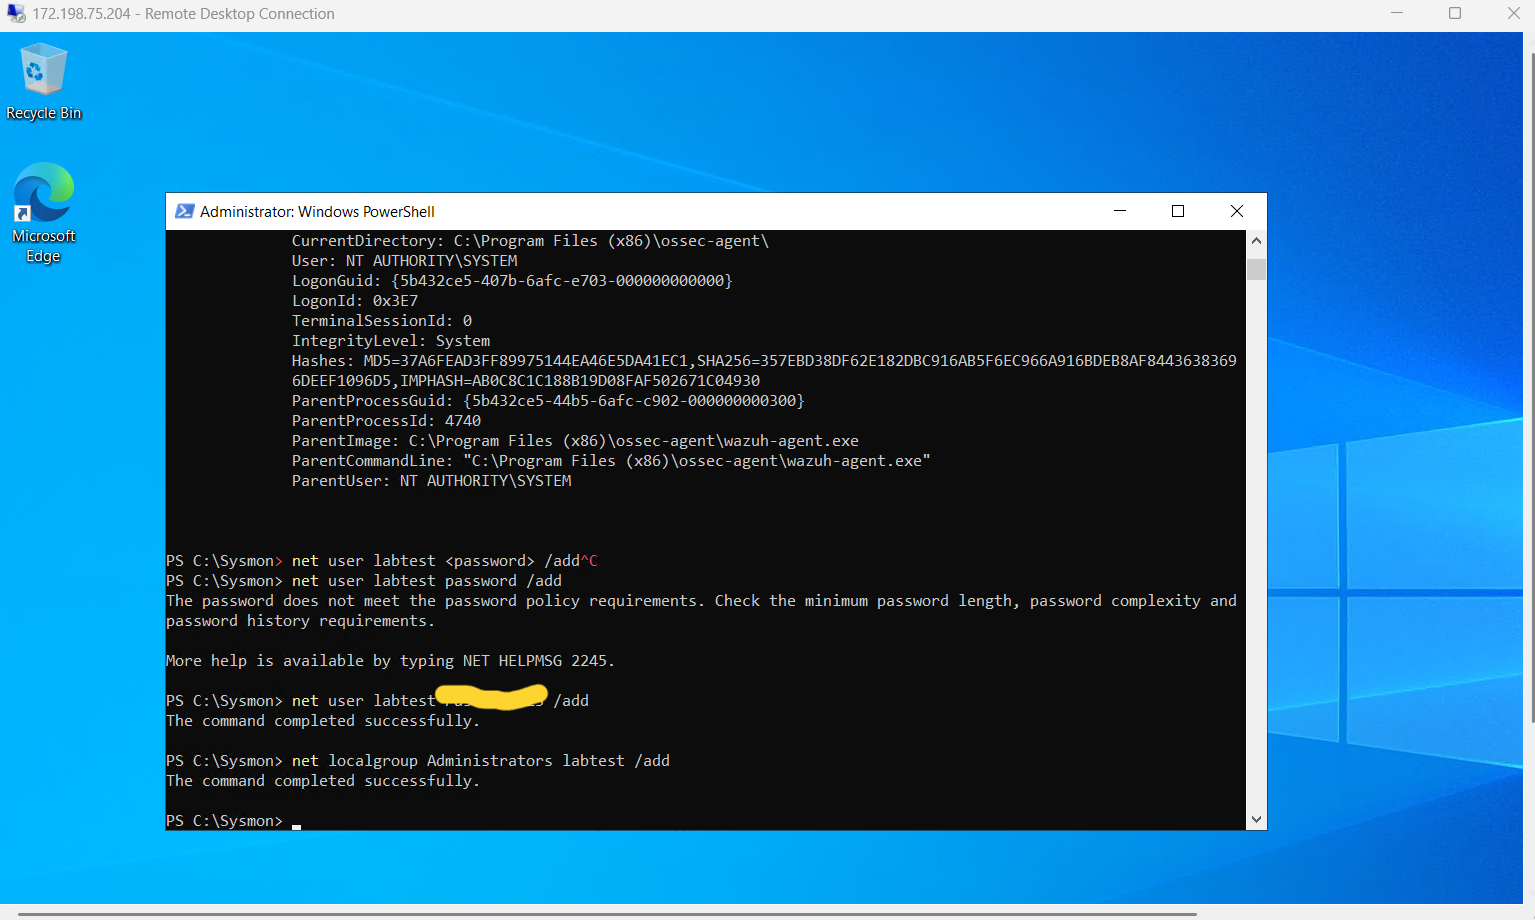 172.198.75.204 - Remote Desktop Connection
Recycle Bin
Microsoft
Edge
Administrator: Windows PowerShell
CurrentDirectory: C:\Program Files (x86)\ossec-agent\
User: NT AUTHORITY\SYSTEM
LogonGuid: {5b432ce5-407b-6afc-e703-000000000000}
LogonId: 0x3E7
TerminalSessionId: 0
IntegrityLevel: System
Hashes: MD5=37A6FEAD3FF89975144EA46E5DA41EC1,SHA256=357EBD38DF62E182DBC916AB5F6EC966A916BDEB8AF8443638369
6DEEF1096D5,IMPHASH=AB0C8C1C188B19D08FAF502671C04930
ParentProcessGuid: {5b432ce5-44b5-6afc-c902-000000000300}
ParentProcessId: 4740
ParentImage: C:\Program Files (x86)\ossec-agent\wazuh-agent.exe
ParentCommandLine: "C:\Program Files (x86)\ossec-agent\wazuh-agent.exe"
ParentUser: NT AUTHORITY\SYSTEM
PS C:\Sysmon> net user labtest <password> /add^C
PS C:\Sysmon> net user labtest password /add
The password does not meet the password policy requirements. Check the minimum password length, password complexity and
password history requirements.
More help is available by typing NET HELPMSG 2245.
PS C:\Sysmon> net user labtest /add
The command completed successfully.
PS C:\Sysmon> net localgroup Administrators labtest /add
The command completed successfully.
PS C:\Sysmon>